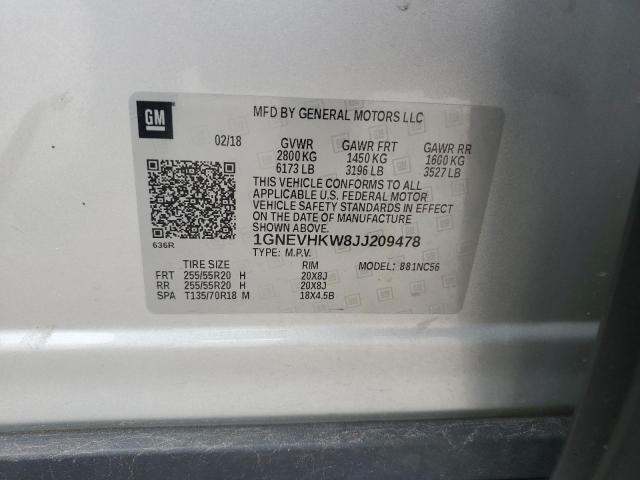 GM
MFD BY GENERAL MOTORS LLC
02/18 GVWR GAWR FRT GAWR RR
2800 KG 1450 KG 1600 KG
6173 LB 3196 LB 3527 LB
THIS VEHICLE CONFORMS TO ALL
APPLICABLE U.S. FEDERAL MOTOR
VEHICLE SAFETY STANDARDS IN EFFECT
ON THE DATE OF MANUFACTURE
SHOWN ABOVE.
1GNEVHKW8JJ209478
636R
TYPE: M.P.V.
TIRE SIZE RIM MODEL: 881NC56
FRT 255/55R20 H 20X8J
RR 255/55R20 H 20X8J
SPA T135/70R18 M 18X4.5B